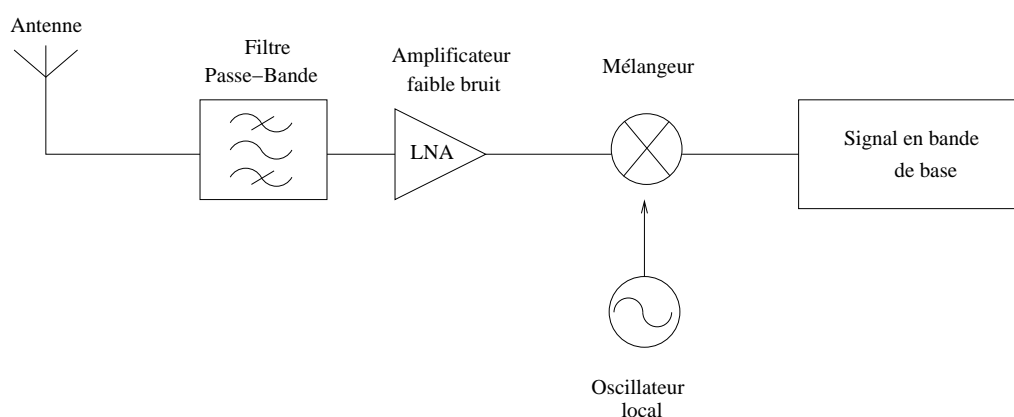 Antenne
Filtre
Passe−Bande
Amplificateur
faible bruit
LNA
Mélangeur
Signal en bande
de base
Oscillateur
local